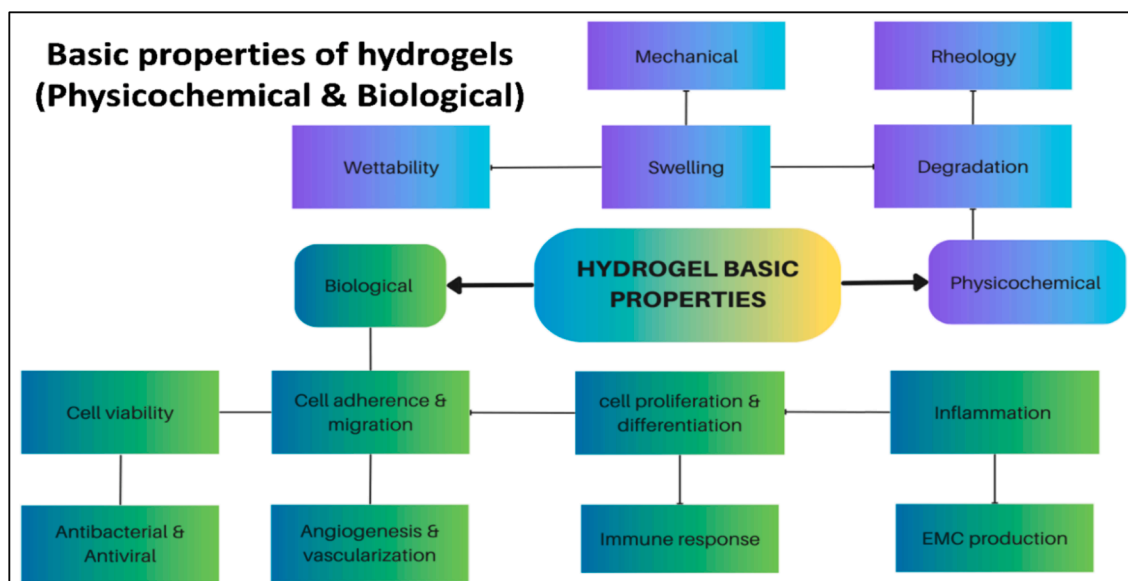 Basic properties of hydrogels
(Physicochemical & Biological)
Mechanical
Rheology
Wettability
Swelling
Degradation
Biological
HYDROGEL BASIC
PROPERTIES
Physicochemical
Cell viability
Cell adherence &
migration
cell proliferation &
differentiation
Inflammation
Antibacterial &
Antiviral
Angiogenesis &
vascularization
Immune response
EMC production